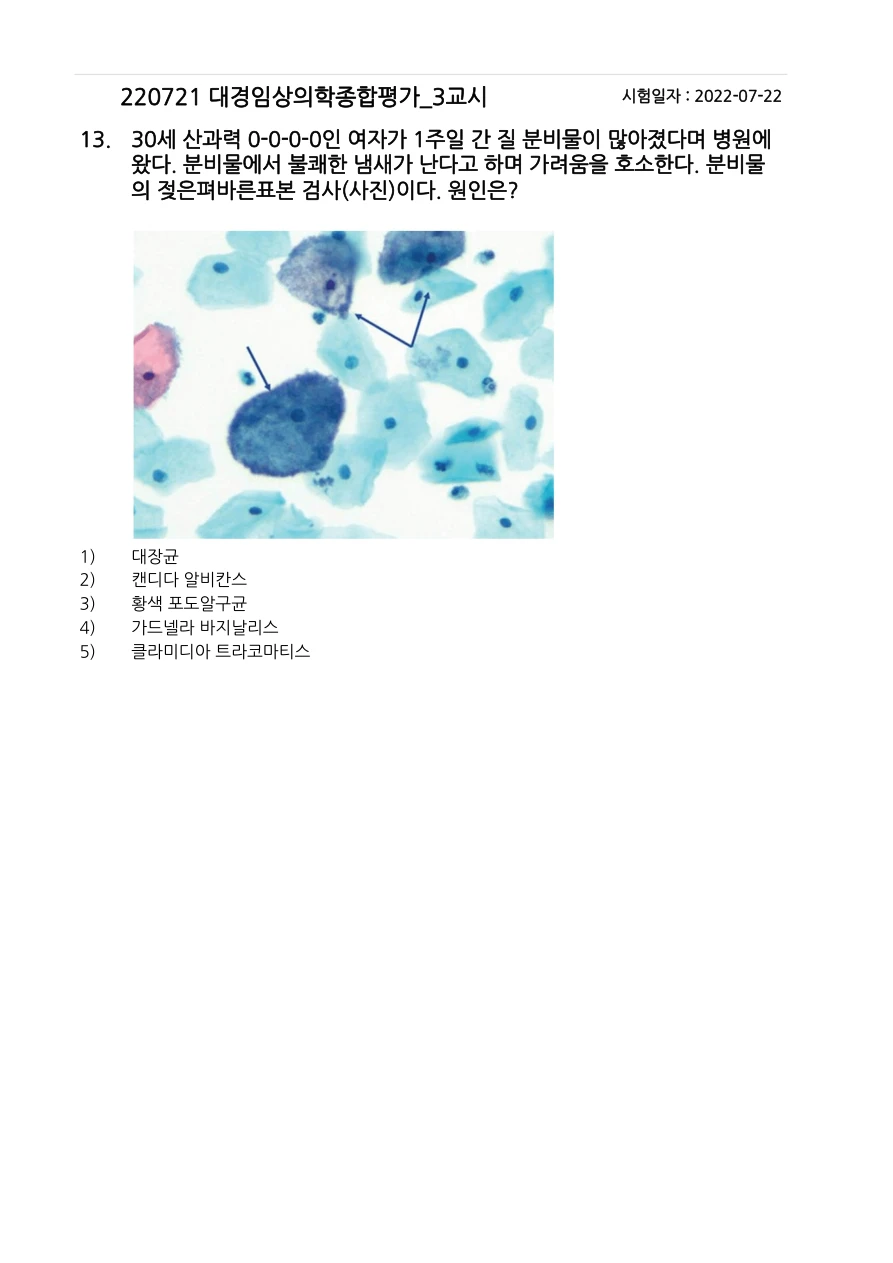 220721 대경임상의학종합평가_3교시 시험일자 : 2022-07-22
13. 30세 산과력 0-0-0-0인 여자가 1주일 간 질 분비물이 많아졌다며 병원에
왔다. 분비물에서 불쾌한 냄새가 난다고 하며 가려움을 호소한다. 분비물
의 젖은펴바른표본 검사(사진)이다. 원인은?
1) 대장균
2) 캔디다 알비칸스
3) 황색 포도알구균
4) 가드넬라 바지날리스
5) 클라미디아 트라코마티스